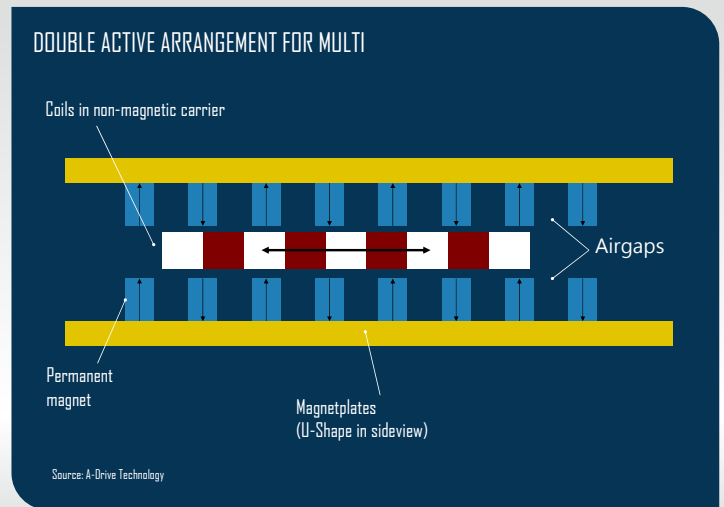 DOUBLE ACTIVE ARRANGEMENT FOR MULTI
Coils in non-magnetic carrier
Airgaps
Permanent
magnet
Magnetplates
(U-Shape in sideview)
Source: A-Drive Technology